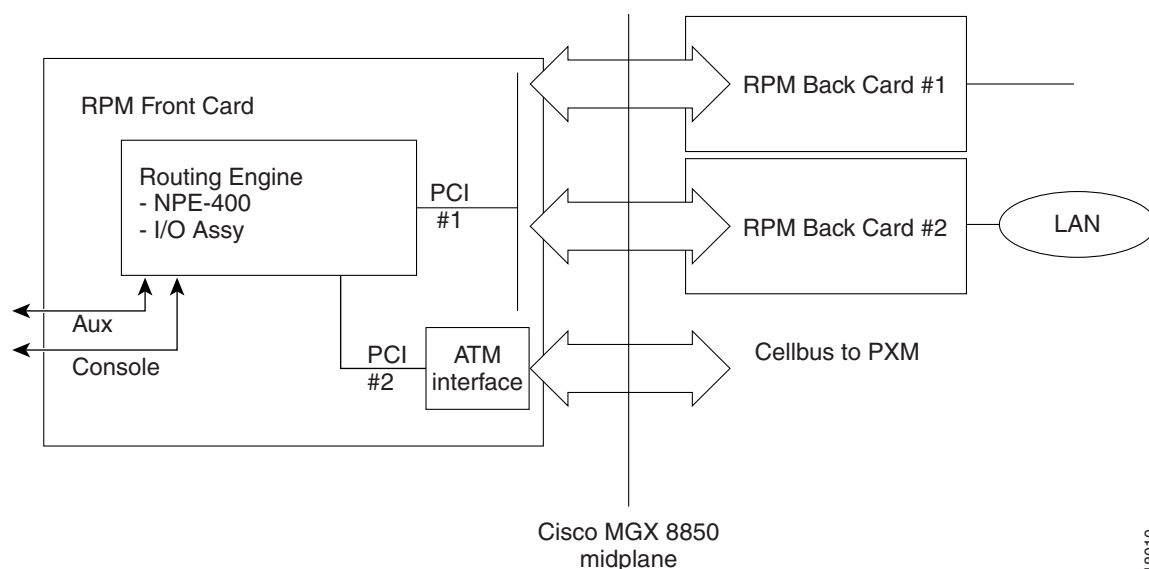 RPM Front Card
Routing Engine
- NPE-400
- I/O Assy
PCI
#1
Aux
Console
PCI
#2
ATM
interface
RPM Back Card #1
RPM Back Card #2
LAN
Cellbus to PXM
Cisco MGX 8850
midplane